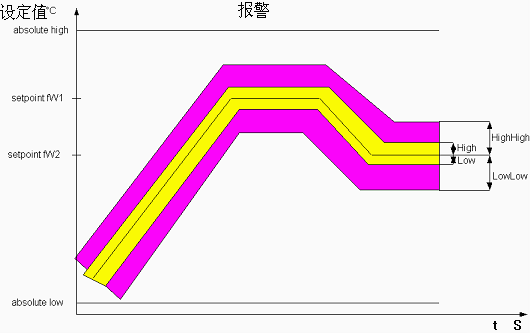 设定值℃ 报警
absolute high
setpoint fW1
HighHigh
High
setpoint fW2
Low
LowLow
absolute low
t S